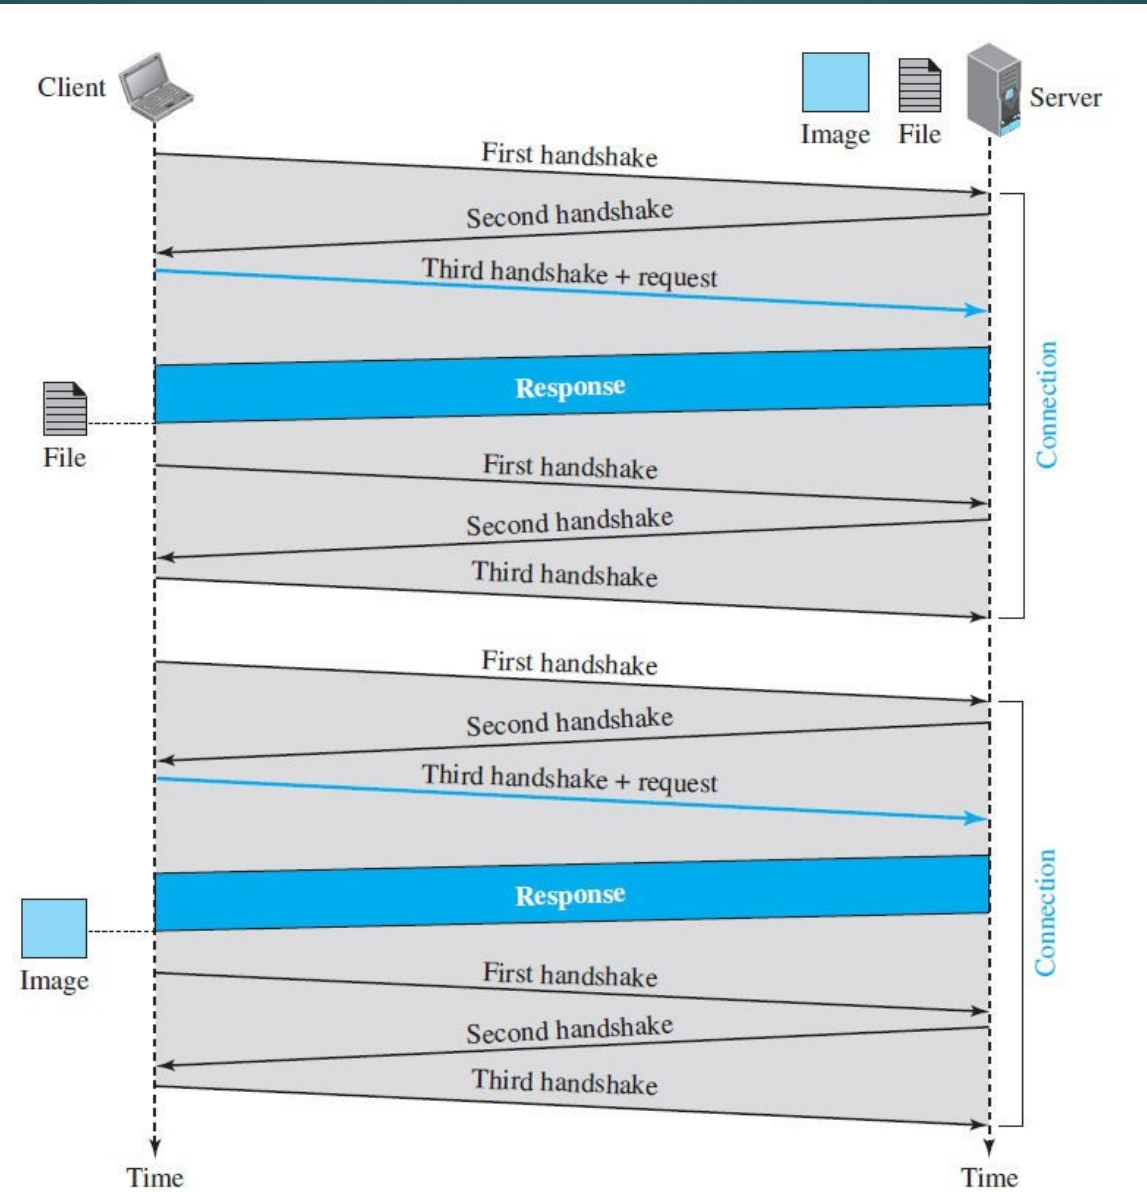 Client
Server
Image
File
First handshake
Second handshake
Third handshake + request
Response
File
First handshake
Second handshake
Third handshake
Connection
First handshake
Second handshake
Third handshake + request
Response
Image
First handshake
Second handshake
Third handshake
Connection
Time
Time